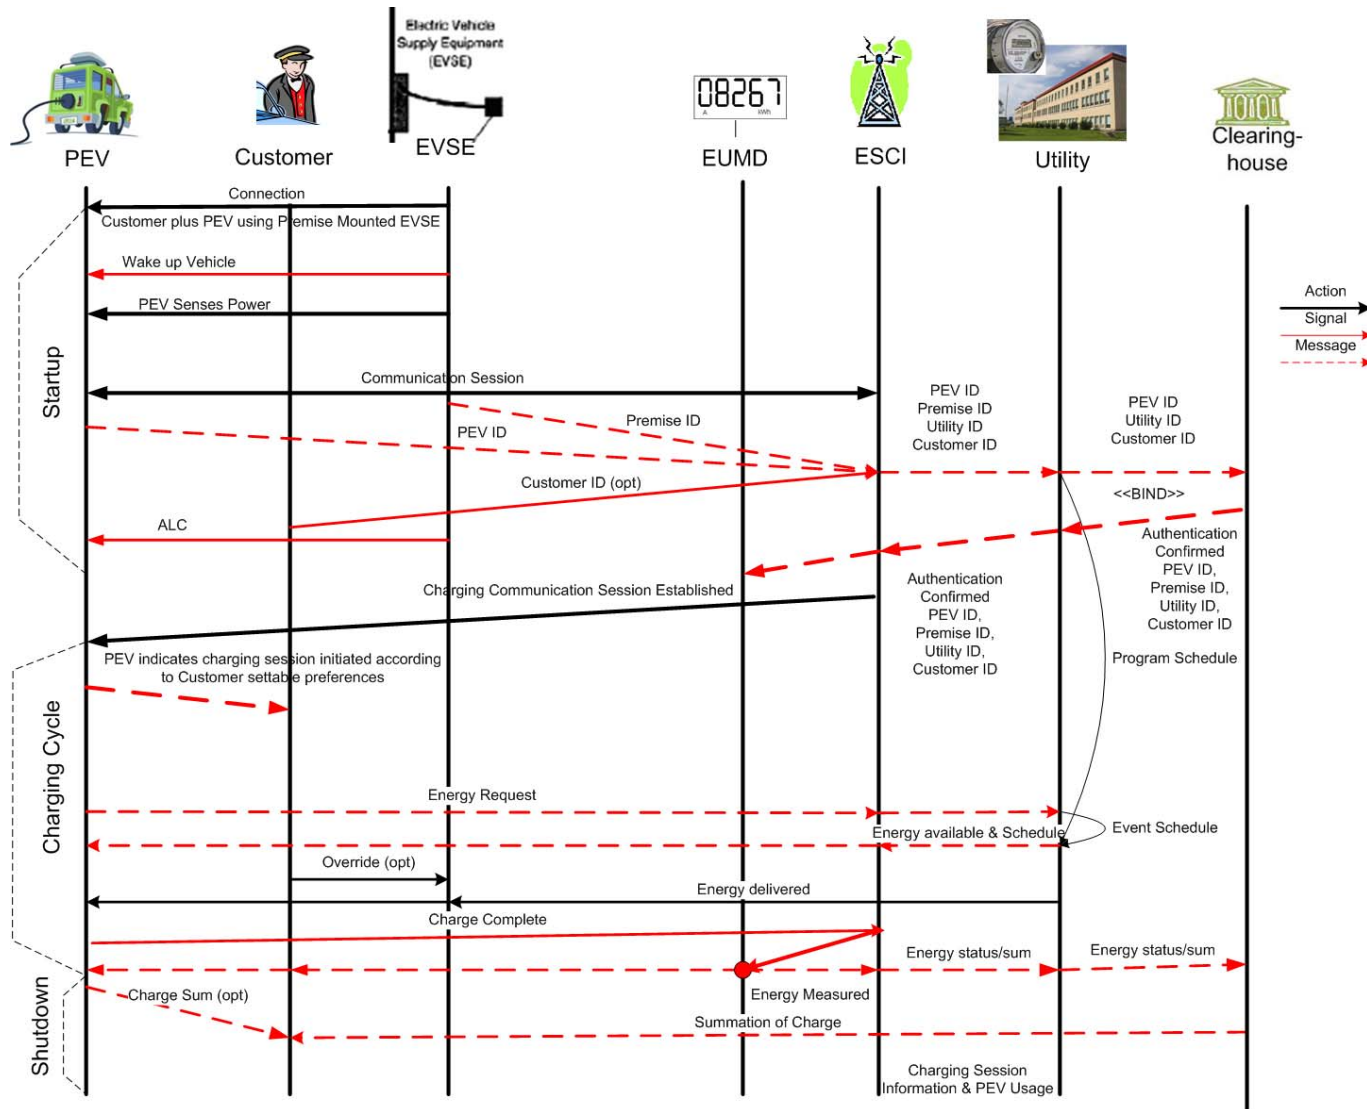 Electric Vehicle
Supply Equipment
(EVSE)
08267
A kWh
PEV
Customer
EVSE
EUMD
ESCI
Utility
Clearing-
house
Connection
Customer plus PEV using Premise Mounted EVSE
Wake up Vehicle
PEV Senses Power
Action
Signal
Message
Startup
Communication Session
PEV ID
Premise ID
Utility ID
Customer ID
PEV ID
Utility ID
Customer ID
Premise ID
PEV ID
Customer ID (opt)
<<BIND>>
ALC
Authentication
Confirmed
PEV ID,
Premise ID,
Utility ID,
Customer ID
Charging Communication Session Established
Authentication
Confirmed
PEV ID,
Premise ID,
Utility ID,
Customer ID
PEV indicates charging session initiated according
to Customer settable preferences
Program Schedule
Charging Cycle
Energy Request
Energy available & Schedule
Event Schedule
Override (opt)
Energy delivered
Charge Complete
Energy status/sum
Energy status/sum
Shutdown
Charge Sum (opt)
Energy Measured
Summation of Charge
Charging Session
Information & PEV Usage